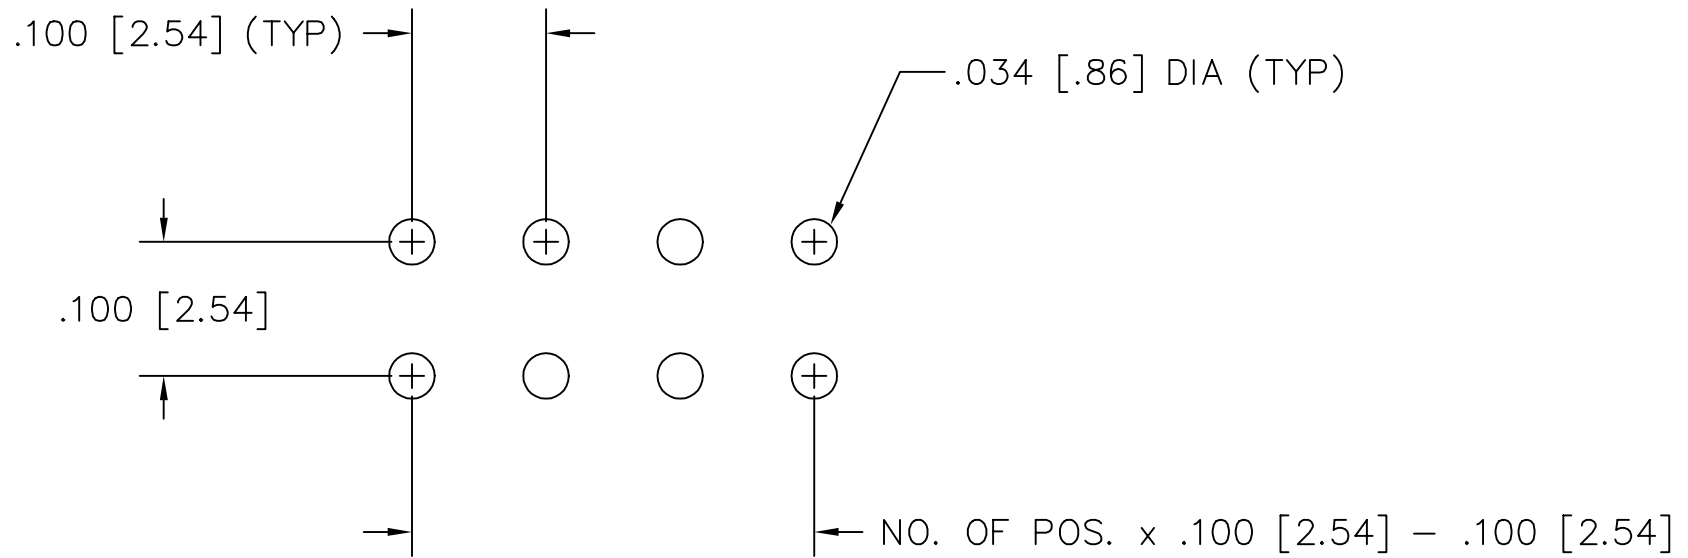 .100 [2.54] (TYP)
.034 [.86] DIA (TYP)
.100 [2.54]
NO. OF POS. x .100 [2.54] – .100 [2.54]